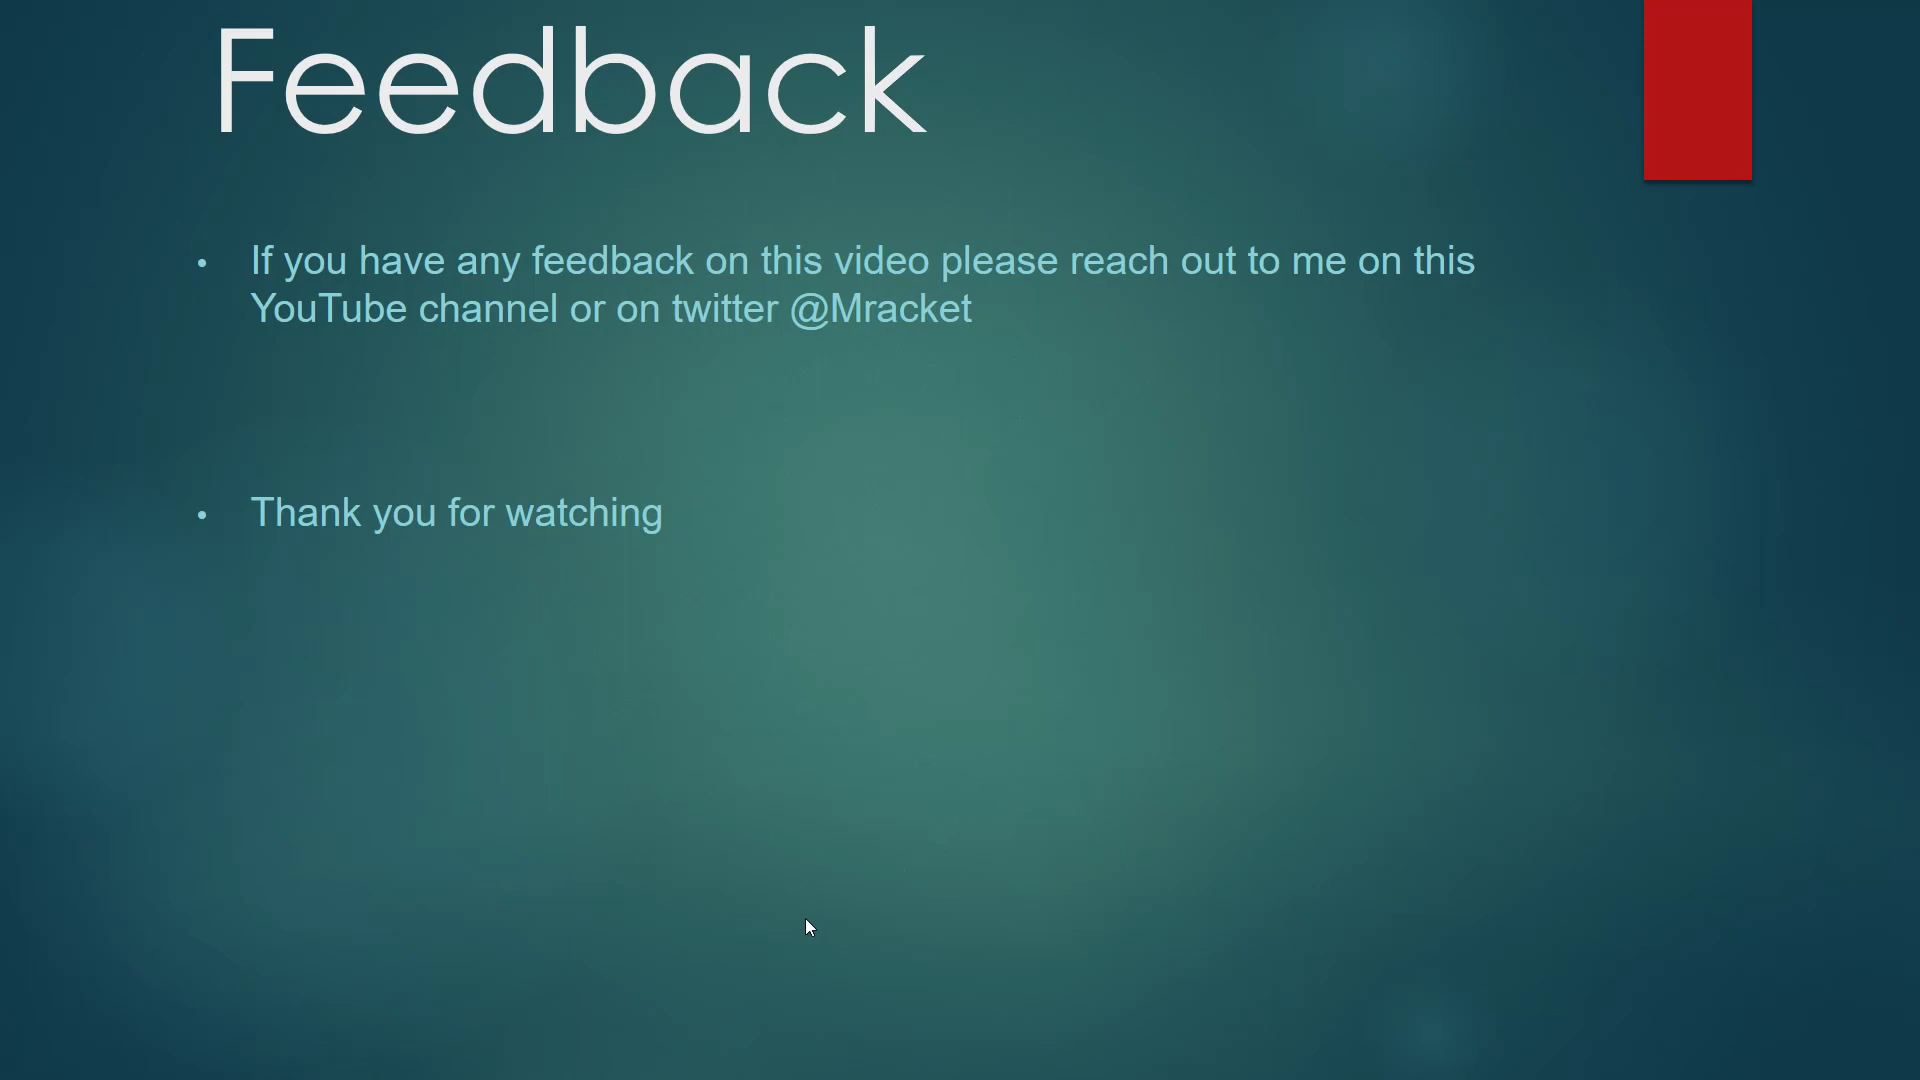 Feedback
• If you have any feedback on this video please reach out to me on this
YouTube channel or on twitter @Mracket
• Thank you for watching